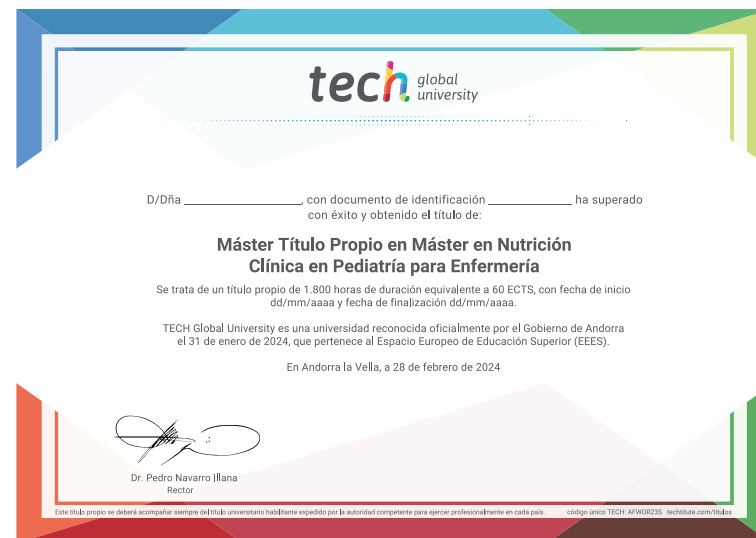 tech global
university
D/Dña ______________, con documento de identificación ______________ ha superado
con éxito y obtenido el título de:
Máster Título Propio en Máster en Nutrición
Clínica en Pediatría para Enfermería
Se trata de un título propio de 1.800 horas de duración equivalente a 60 ECTS, con fecha de inicio
dd/mm/aaaa y fecha de finalización dd/mm/aaaa.
TECH Global University es una universidad reconocida oficialmente por el Gobierno de Andorra
el 31 de enero de 2024, que pertenece al Espacio Europeo de Educación Superior (EEES).
En Andorra la Vella, a 28 de febrero de 2024
Dr. Pedro Navarro Illana
Rector
Este título propio se deberá acompañar siempre del título universitario habilitante expedido por la autoridad competente para ejercer profesionalmente en cada país. código único TECH: AFWOR23S techtitute.com/titulos